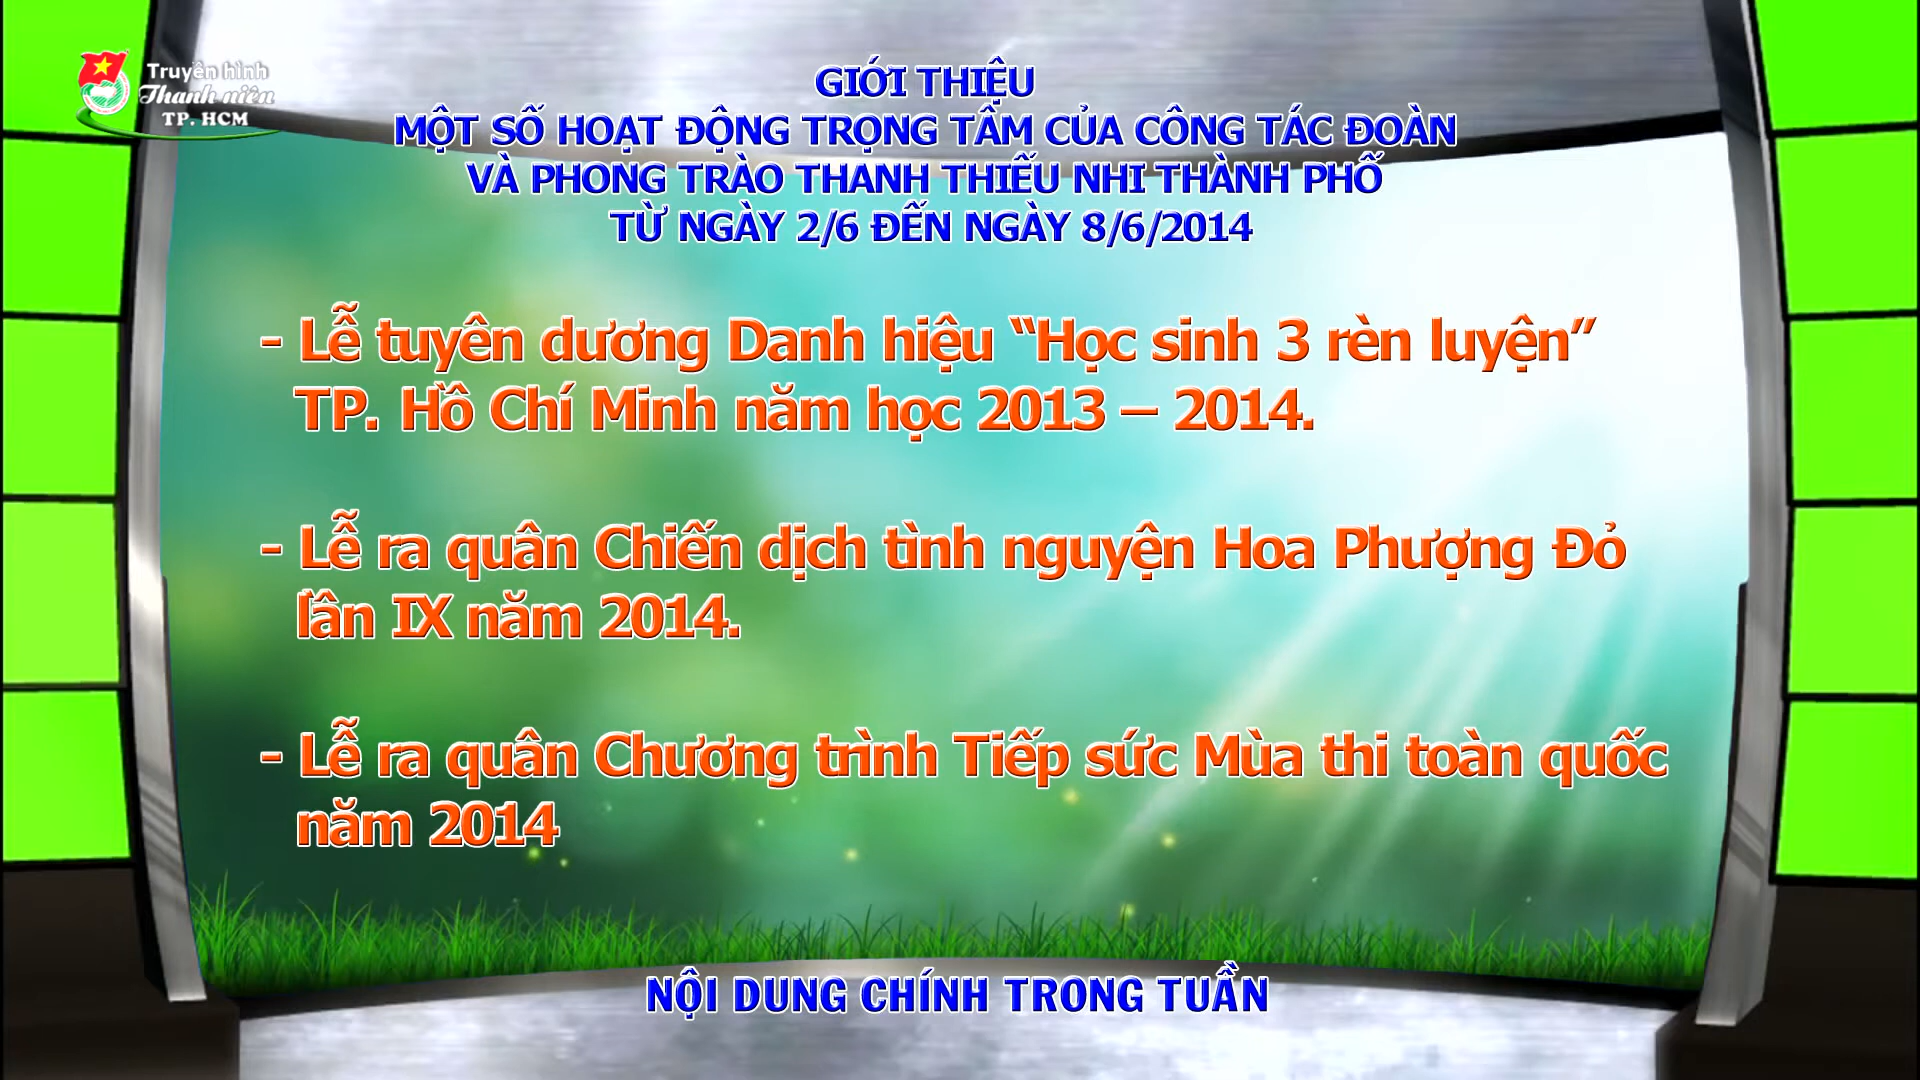 Truyền hình
Thanh niên
TP. HCM
GIỚI THIỆU
MỘT SỐ HOẠT ĐỘNG TRỌNG TÂM CỦA CÔNG TÁC ĐOÀN
VÀ PHONG TRÀO THANH THIẾU NHI THÀNH PHỐ
TỪ NGÀY 2/6 ĐẾN NGÀY 8/6/2014
- Lễ tuyên dương Danh hiệu “Học sinh 3 rèn luyện”
TP. Hồ Chí Minh năm học 2013 – 2014.
- Lễ ra quân Chiến dịch tình nguyện Hoa Phượng Đỏ
lần IX năm 2014.
- Lễ ra quân Chương trình Tiếp sức Mùa thi toàn quốc
năm 2014
NỘI DUNG CHÍNH TRONG TUẦN